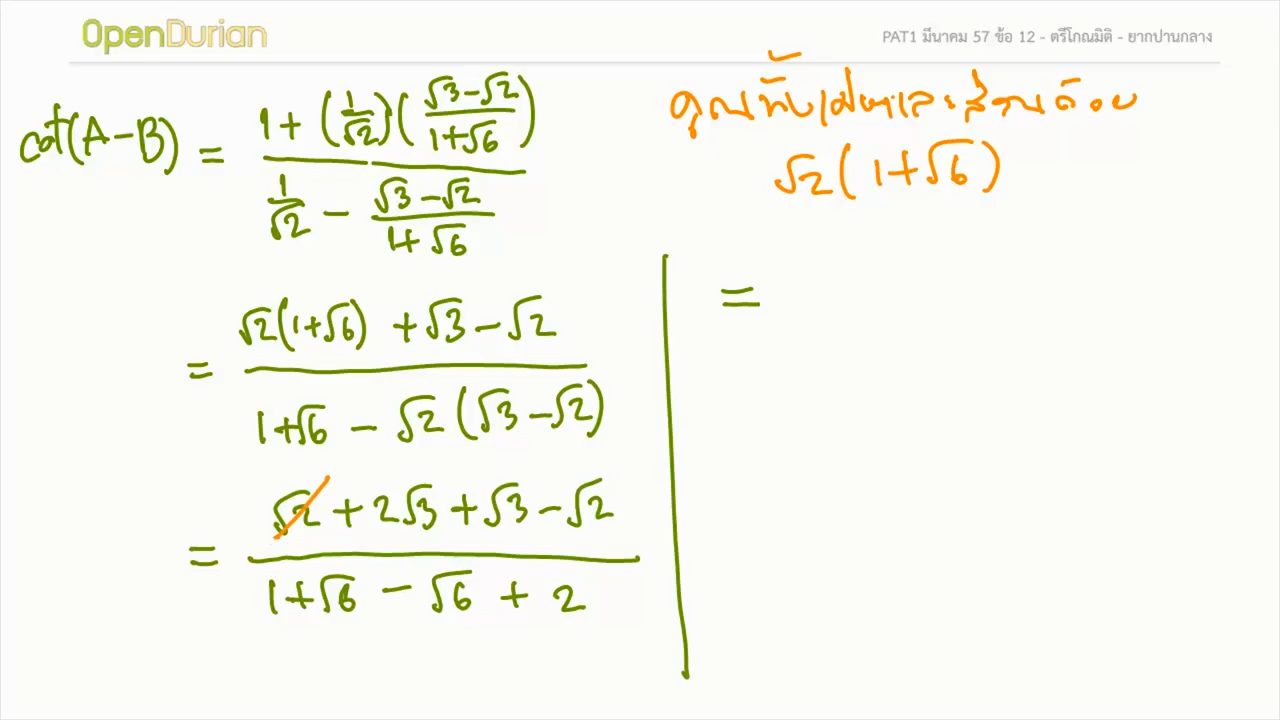 OpenDurian
PAT1 มีนาคม 57 ข้อ 12 - ตรีโกณมิติ - ยากปานกลาง
cot(A-B) = (1 + (1/√2)((√3-√2)/(1+√6))) / (1/√2 - (√3-√2)/(1+√6))
= (√2(1+√6) + √3 - √2) / (1+√6 - √2(√3-√2))
= (√2 + 2√3 + √3 - √2) / (1+√6 - √6 + 2)
คูณทั้งเศษและส่วนด้วย
√2(1+√6)
=